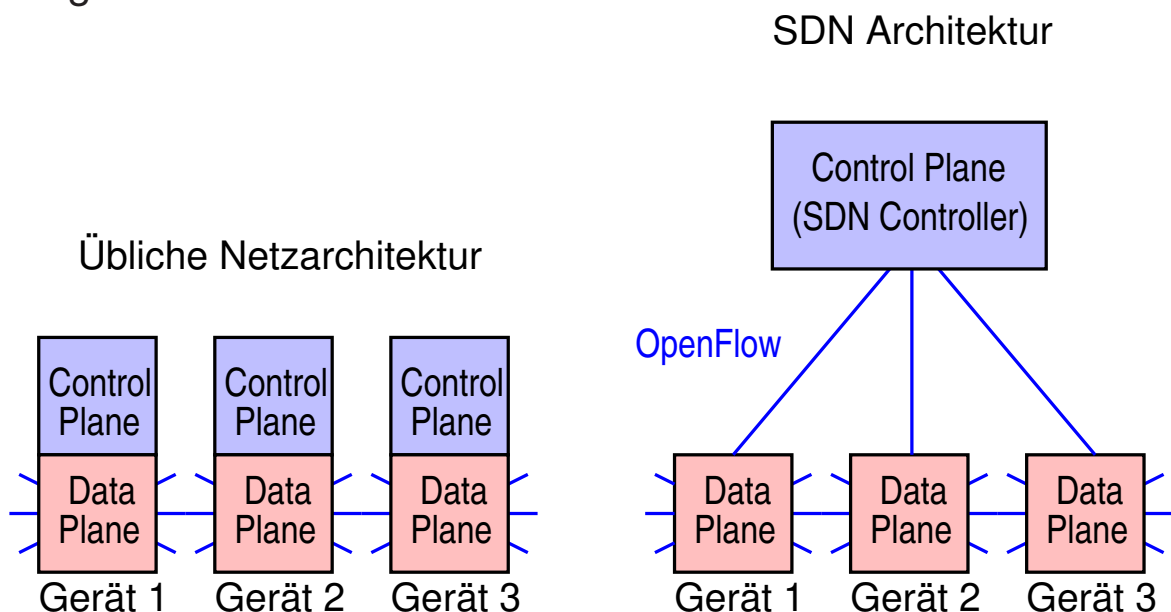 SDN Architektur
Control Plane
(SDN Controller)
Übliche Netzarchitektur
OpenFlow
Control
Plane
Control
Plane
Control
Plane
Data
Plane
Data
Plane
Data
Plane
Data
Plane
Data
Plane
Data
Plane
Gerät 1
Gerät 2
Gerät 3
Gerät 1
Gerät 2
Gerät 3